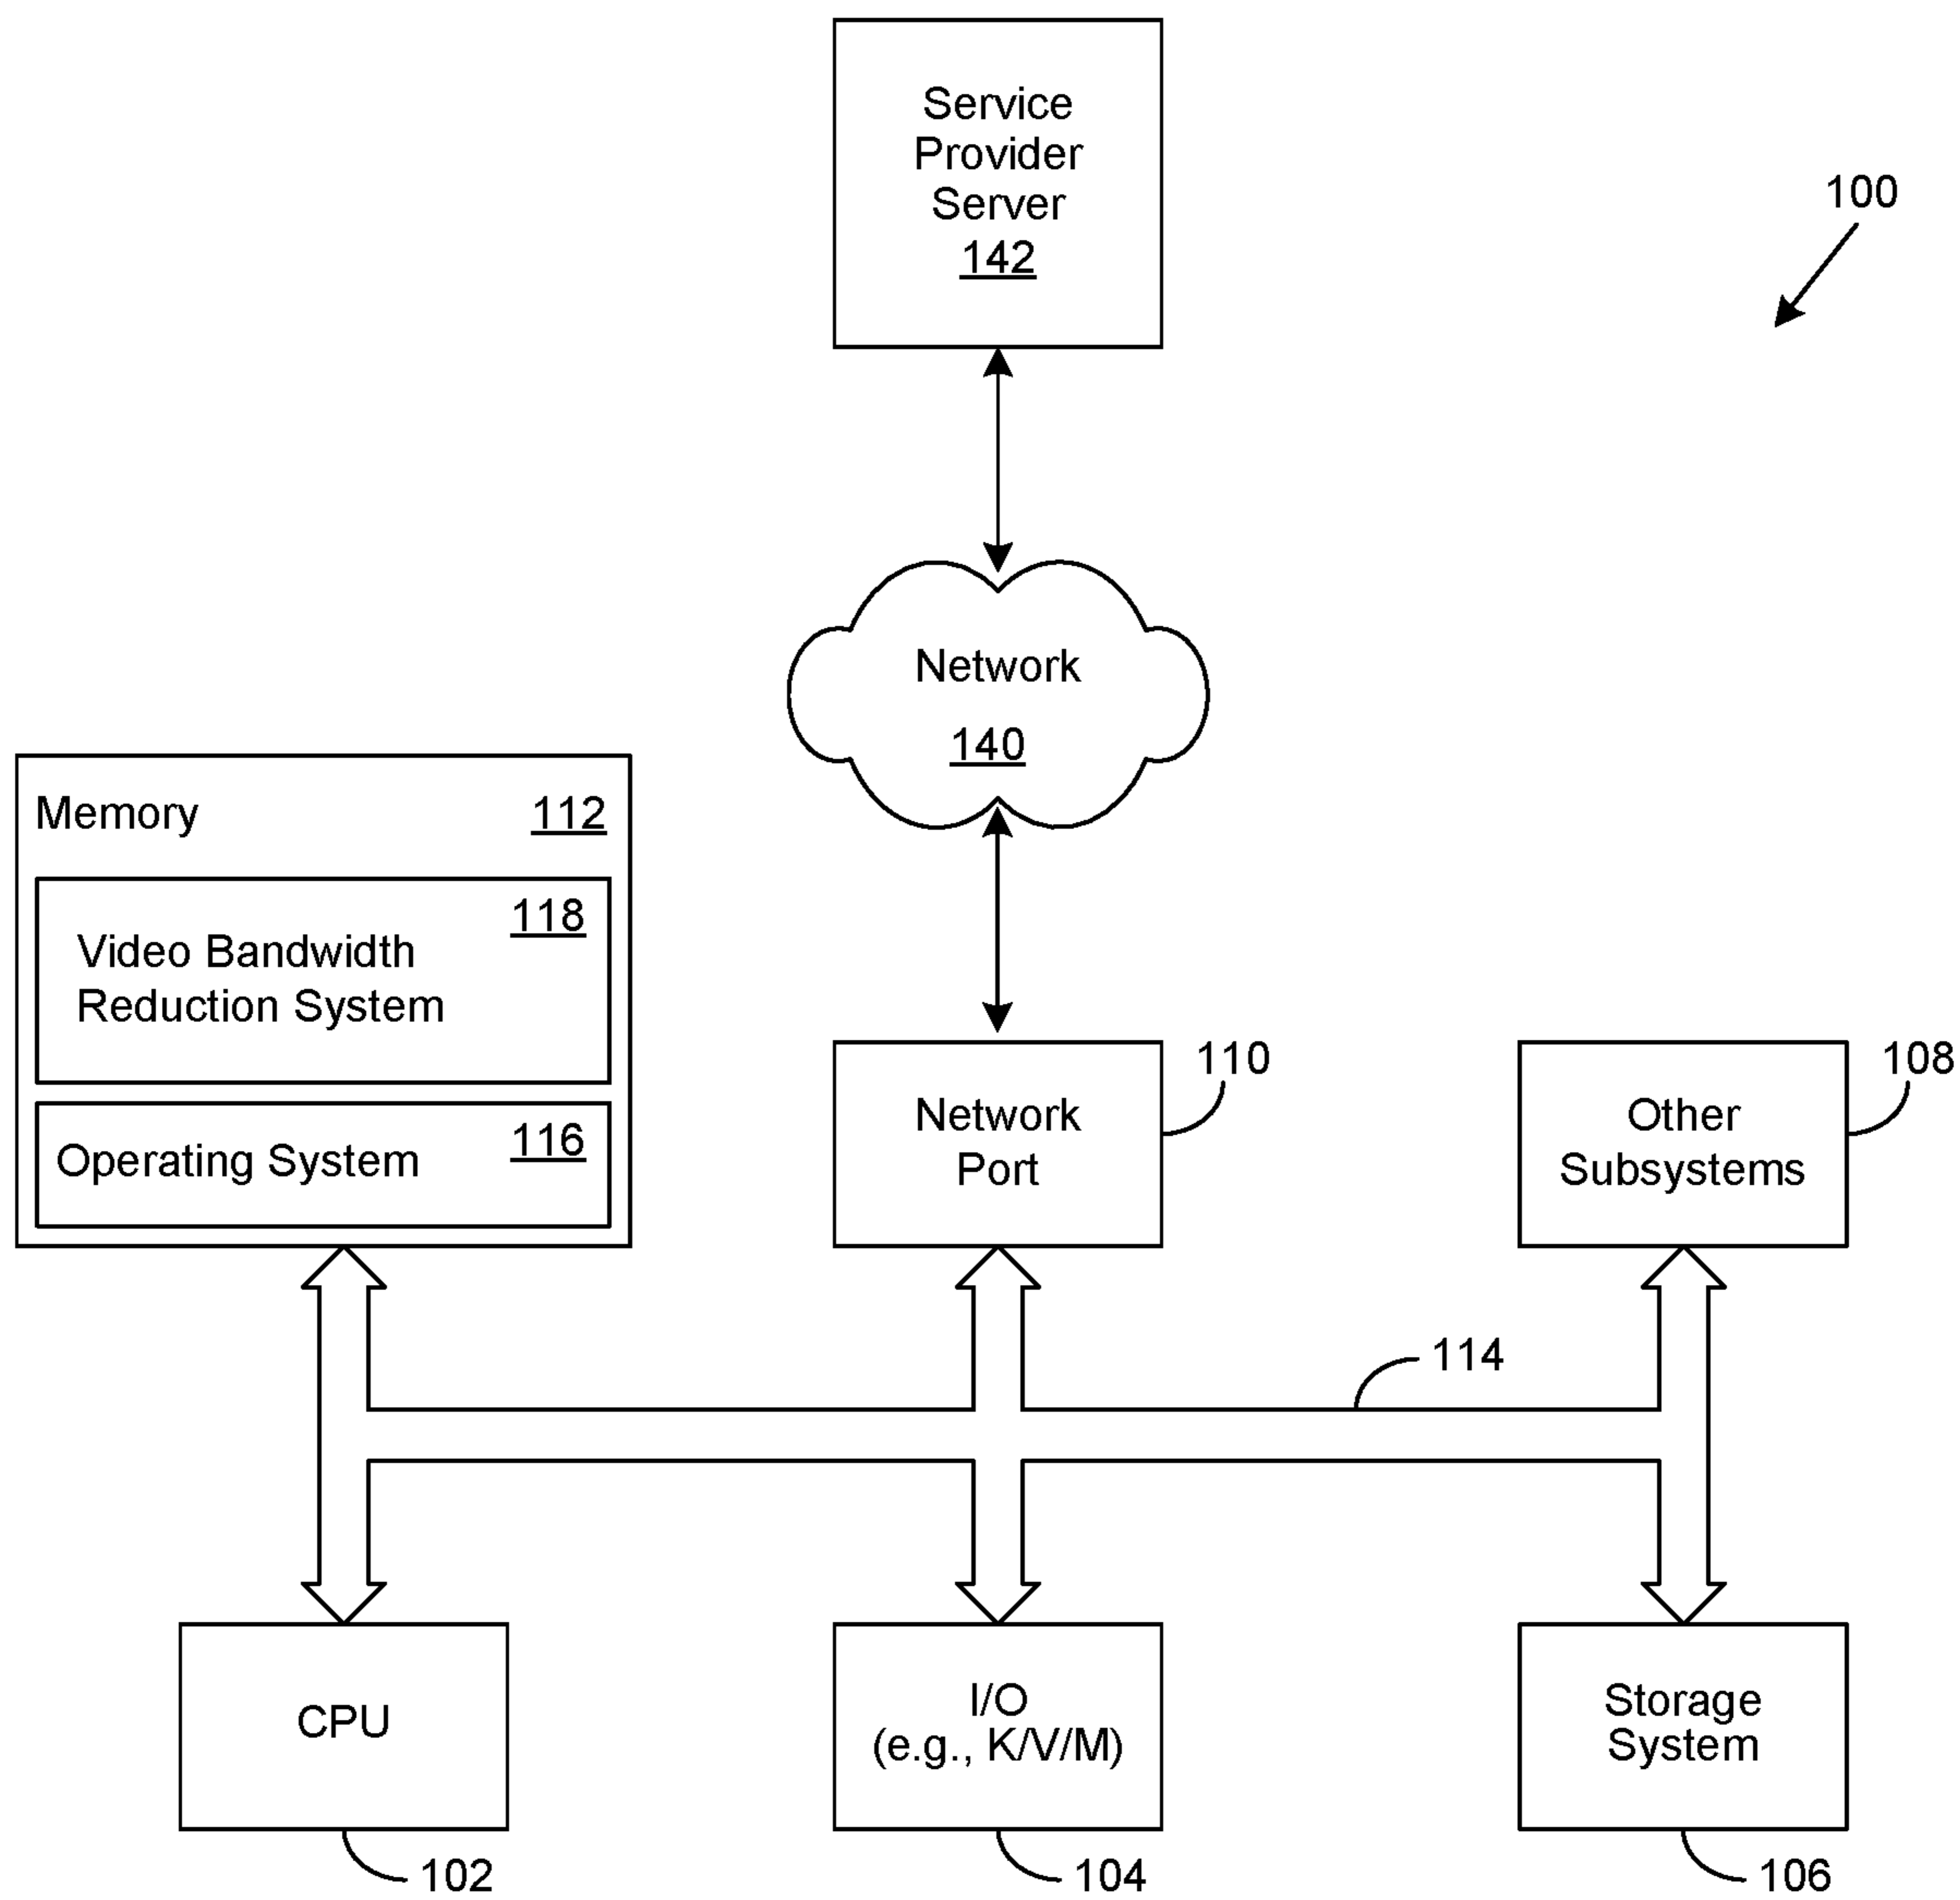 Service
Provider
Server
142
100
Network
140
Memory 112
118
Video Bandwidth
Reduction System
116
Operating System
Network
Port
110
Other
Subsystems
108
114
CPU
102
I/O
(e.g., K/V/M)
104
Storage
System
106